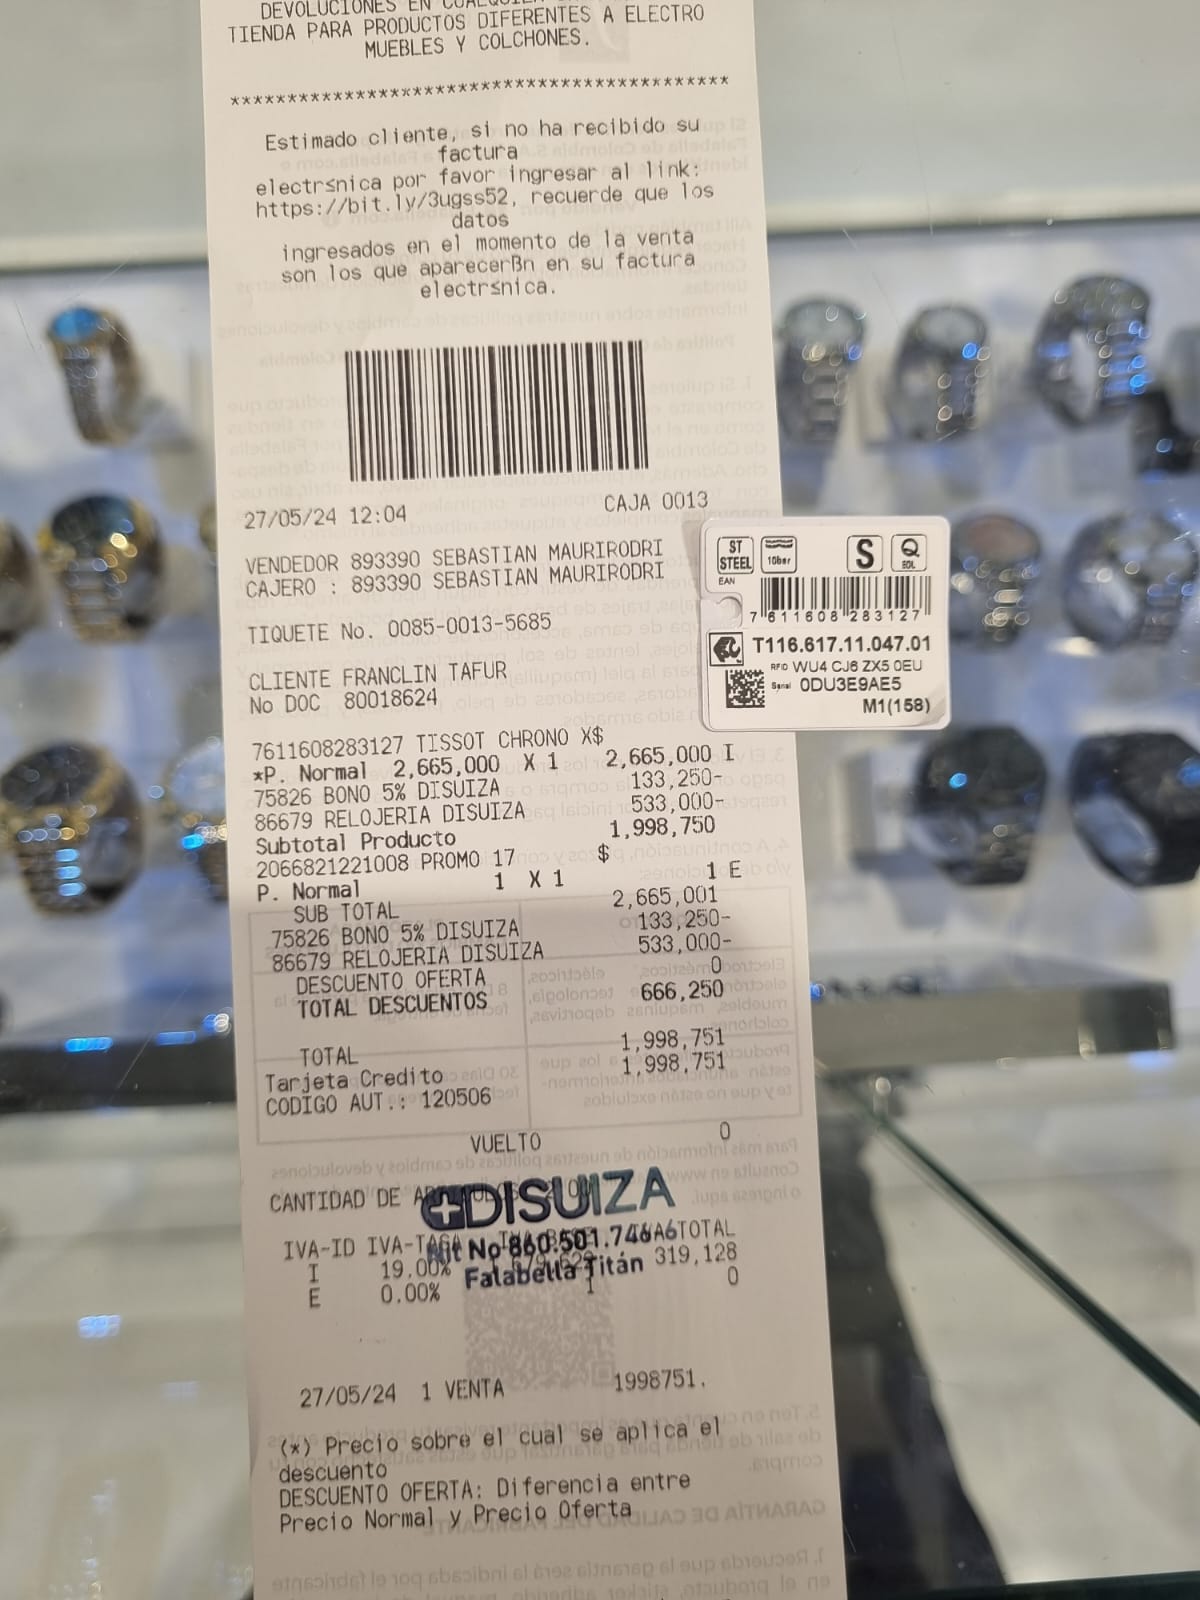 DEVOLUCIONES EN
TIENDA PARA PRODUCTOS DIFERENTES A ELECTRO
MUEBLES Y COLCHONES.
********************************************
Estimado cliente, si no ha recibido su
factura
electr≤nica por favor ingresar al link:
https://bit.ly/3ugss52, recuerde que los
datos
ingresados en el momento de la venta
son los que aparecerßn en su factura
electr≤nica.
27/05/24 12:04 CAJA 0013
VENDEDOR 893390 SEBASTIAN MAURIRODRI
CAJERO : 893390 SEBASTIAN MAURIRODRI
TIQUETE No. 0085-0013-5685
CLIENTE FRANCLIN TAFUR
No DOC 80018624
7611608283127 TISSOT CHRONO X$
*P. Normal 2,665,000 X 1 2,665,000 I
75826 BONO 5% DISUIZA 133,250-
86679 RELOJERIA DISUIZA 533,000-
Subtotal Producto 1,998,750
2066821221008 PROMO 17 $
P. Normal 1 X 1 1 E
SUB TOTAL 2,665,001
75826 BONO 5% DISUIZA 133,250-
86679 RELOJERIA DISUIZA 533,000-
DESCUENTO OFERTA 0
TOTAL DESCUENTOS 666,250
TOTAL 1,998,751
Tarjeta Credito 1,998,751
CODIGO AUT.: 120506
VUELTO 0
CANTIDAD DE
DISUIZA
IVA-ID IVA-TASA TOTAL
Nit No 860.501.746-6
I 19.00% 319,128
Falabella Titán
E 0.00% 1 0
27/05/24 1 VENTA 1998751.
(*) Precio sobre el cual se aplica el
descuento
DESCUENTO OFERTA: Diferencia entre
Precio Normal y Precio Oferta
ST STEEL 10bar S Q EOL
EAN
7 611608 283127
T116.617.11.047.01
RFID WU4 CJ6 ZX5 0EU
Serial 0DU3E9AE5
M1(158)